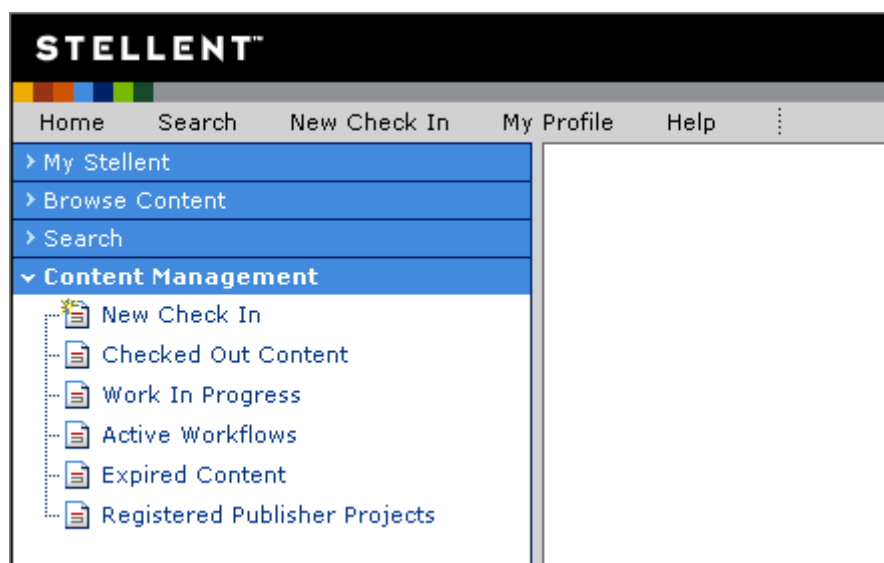 STELLENT™
Home Search New Check In My Profile Help
My Stellent
Browse Content
Search
Content Management
New Check In
Checked Out Content
Work In Progress
Active Workflows
Expired Content
Registered Publisher Projects